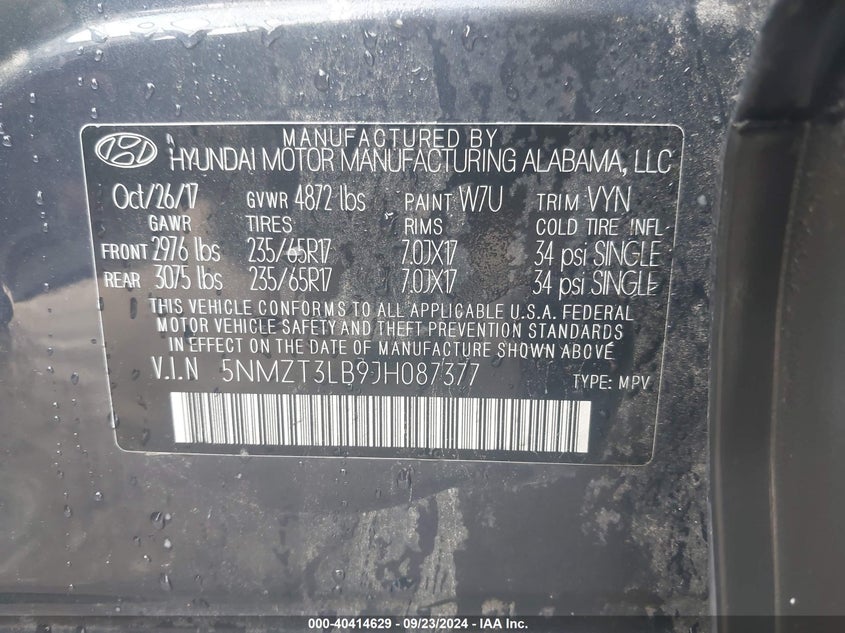 MANUFACTURED BY
HYUNDAI MOTOR MANUFACTURING ALABAMA, LLC
Oct/26/17 GVWR 4872 lbs PAINT W7U TRIM VYN
GAWR TIRES RIMS COLD TIRE INFL
FRONT 2976 lbs 235/65R17 7.0JX17 34 psi SINGLE
REAR 3075 lbs 235/65R17 7.0JX17 34 psi SINGLE
THIS VEHICLE CONFORMS TO ALL APPLICABLE U.S.A. FEDERAL
MOTOR VEHICLE SAFETY AND THEFT PREVENTION STANDARDS
IN EFFECT ON THE DATE OF MANUFACTURE SHOWN ABOVE.
V.I.N 5NMZT3LB9JH087377 TYPE: MPV
000-40414629 - 09/23/2024 - IAA Inc.